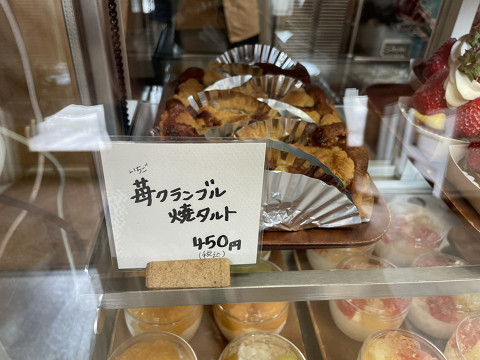 いちご
苺クランブル
焼タルト
450円
(税込)